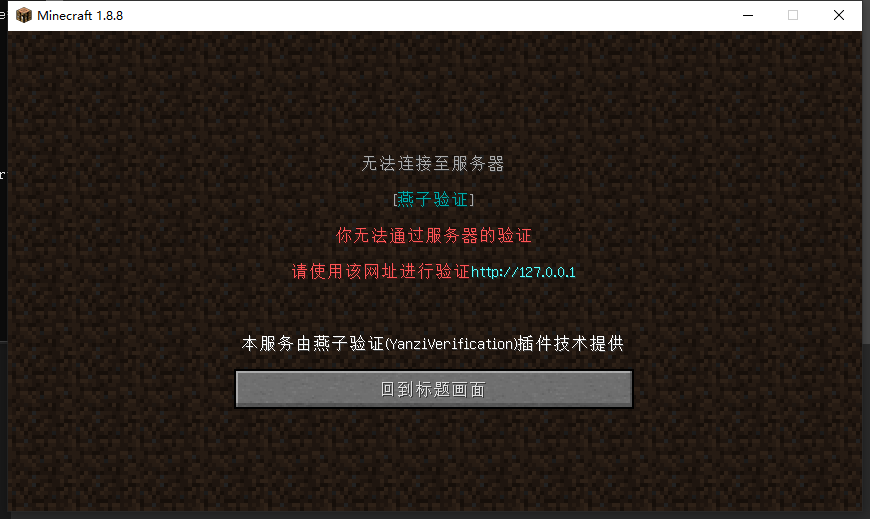 Minecraft 1.8.8
无法连接至服务器
[燕子验证]
你无法通过服务器的验证
请使用该网址进行验证http://127.0.0.1
本服务由燕子验证(YanziVerification)插件技术提供
回到标题画面